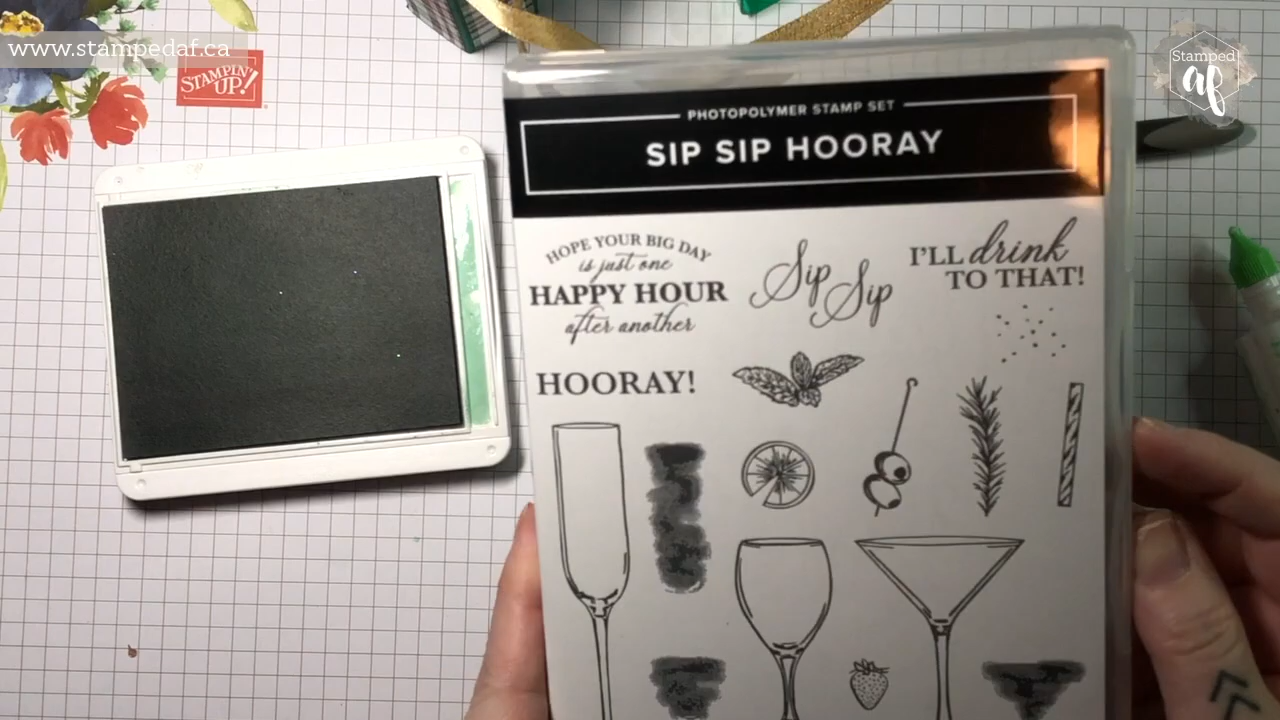 www.stampedaf.ca
STAMPIN' UP!
Stamped!
af
PHOTOPOLYMER STAMP SET
SIP SIP HOORAY
HOPE YOUR BIG DAY
is just one
HAPPY HOUR
after another
Sip Sip
I'LL drink
TO THAT!
HOORAY!